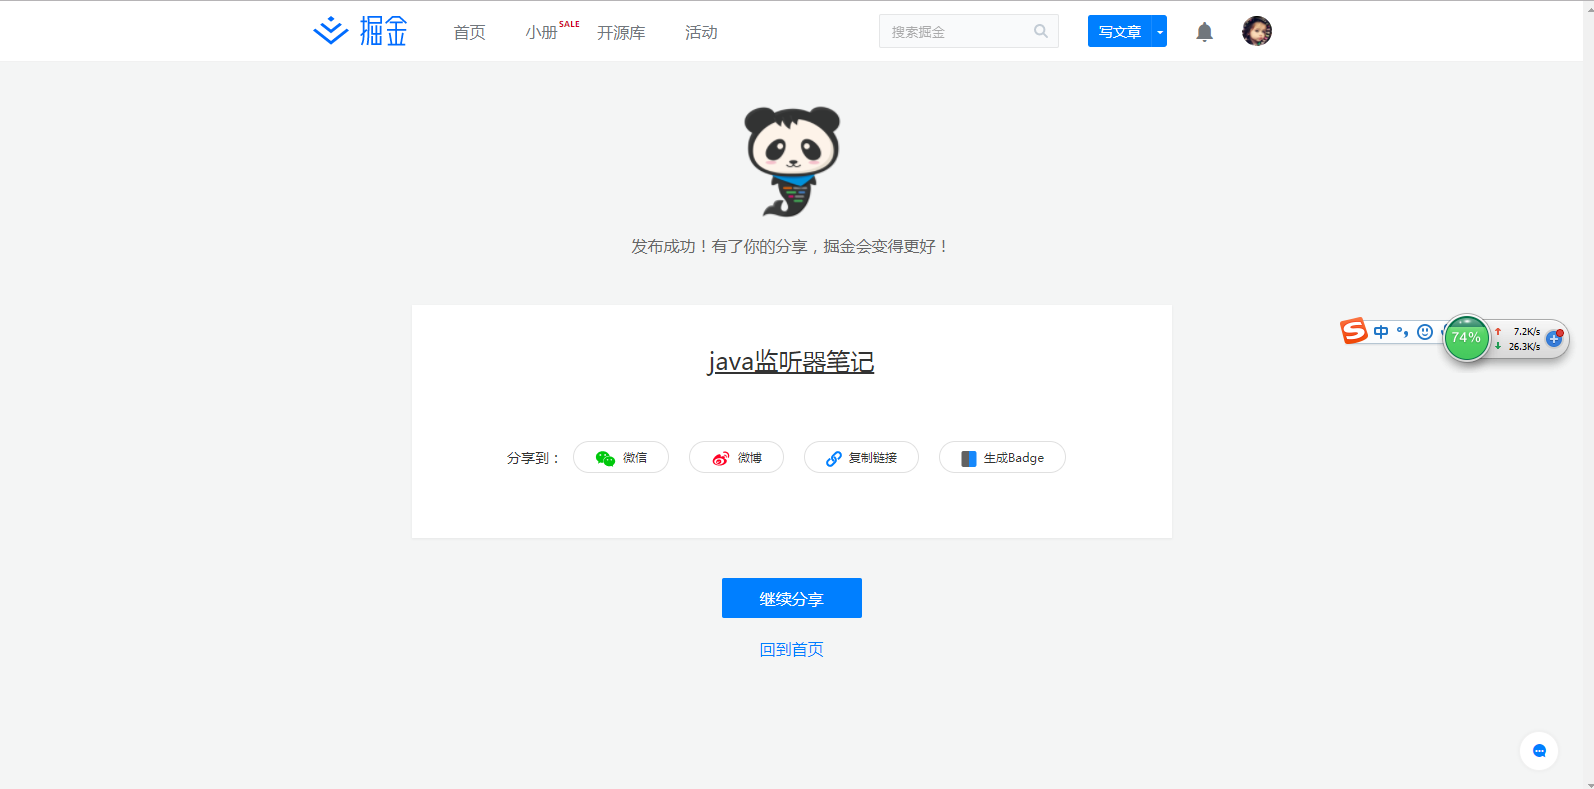 掘金 首页 小册 SALE 开源库 活动 搜索掘金 写文章
发布成功！有了你的分享，掘金会变得更好！
中 74% 7.2K/s
26.3K/s
java监听器笔记
分享到： 微信 微博 复制链接 生成Badge
继续分享
回到首页